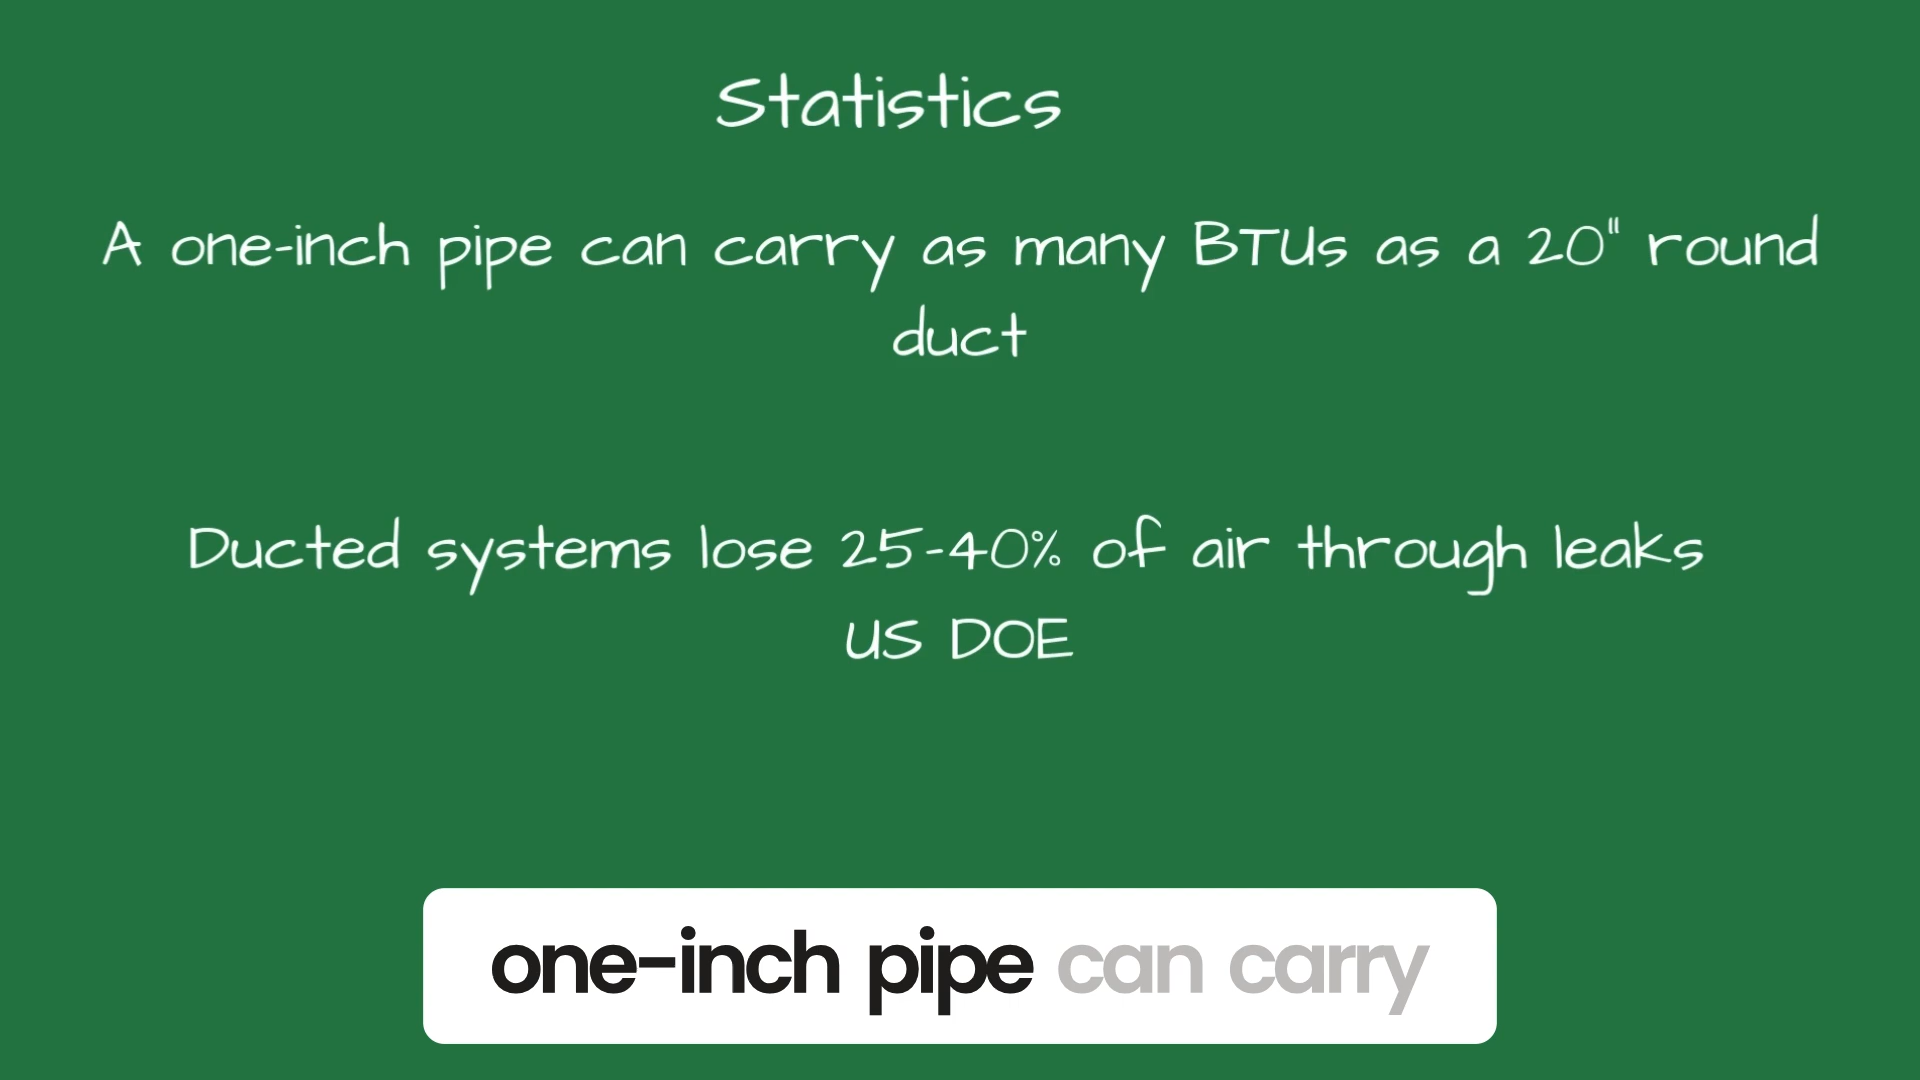 Statistics
A one-inch pipe can carry as many BTUs as a 20" round
duct
Ducted systems lose 25-40% of air through leaks
US DOE
one-inch pipe can carry